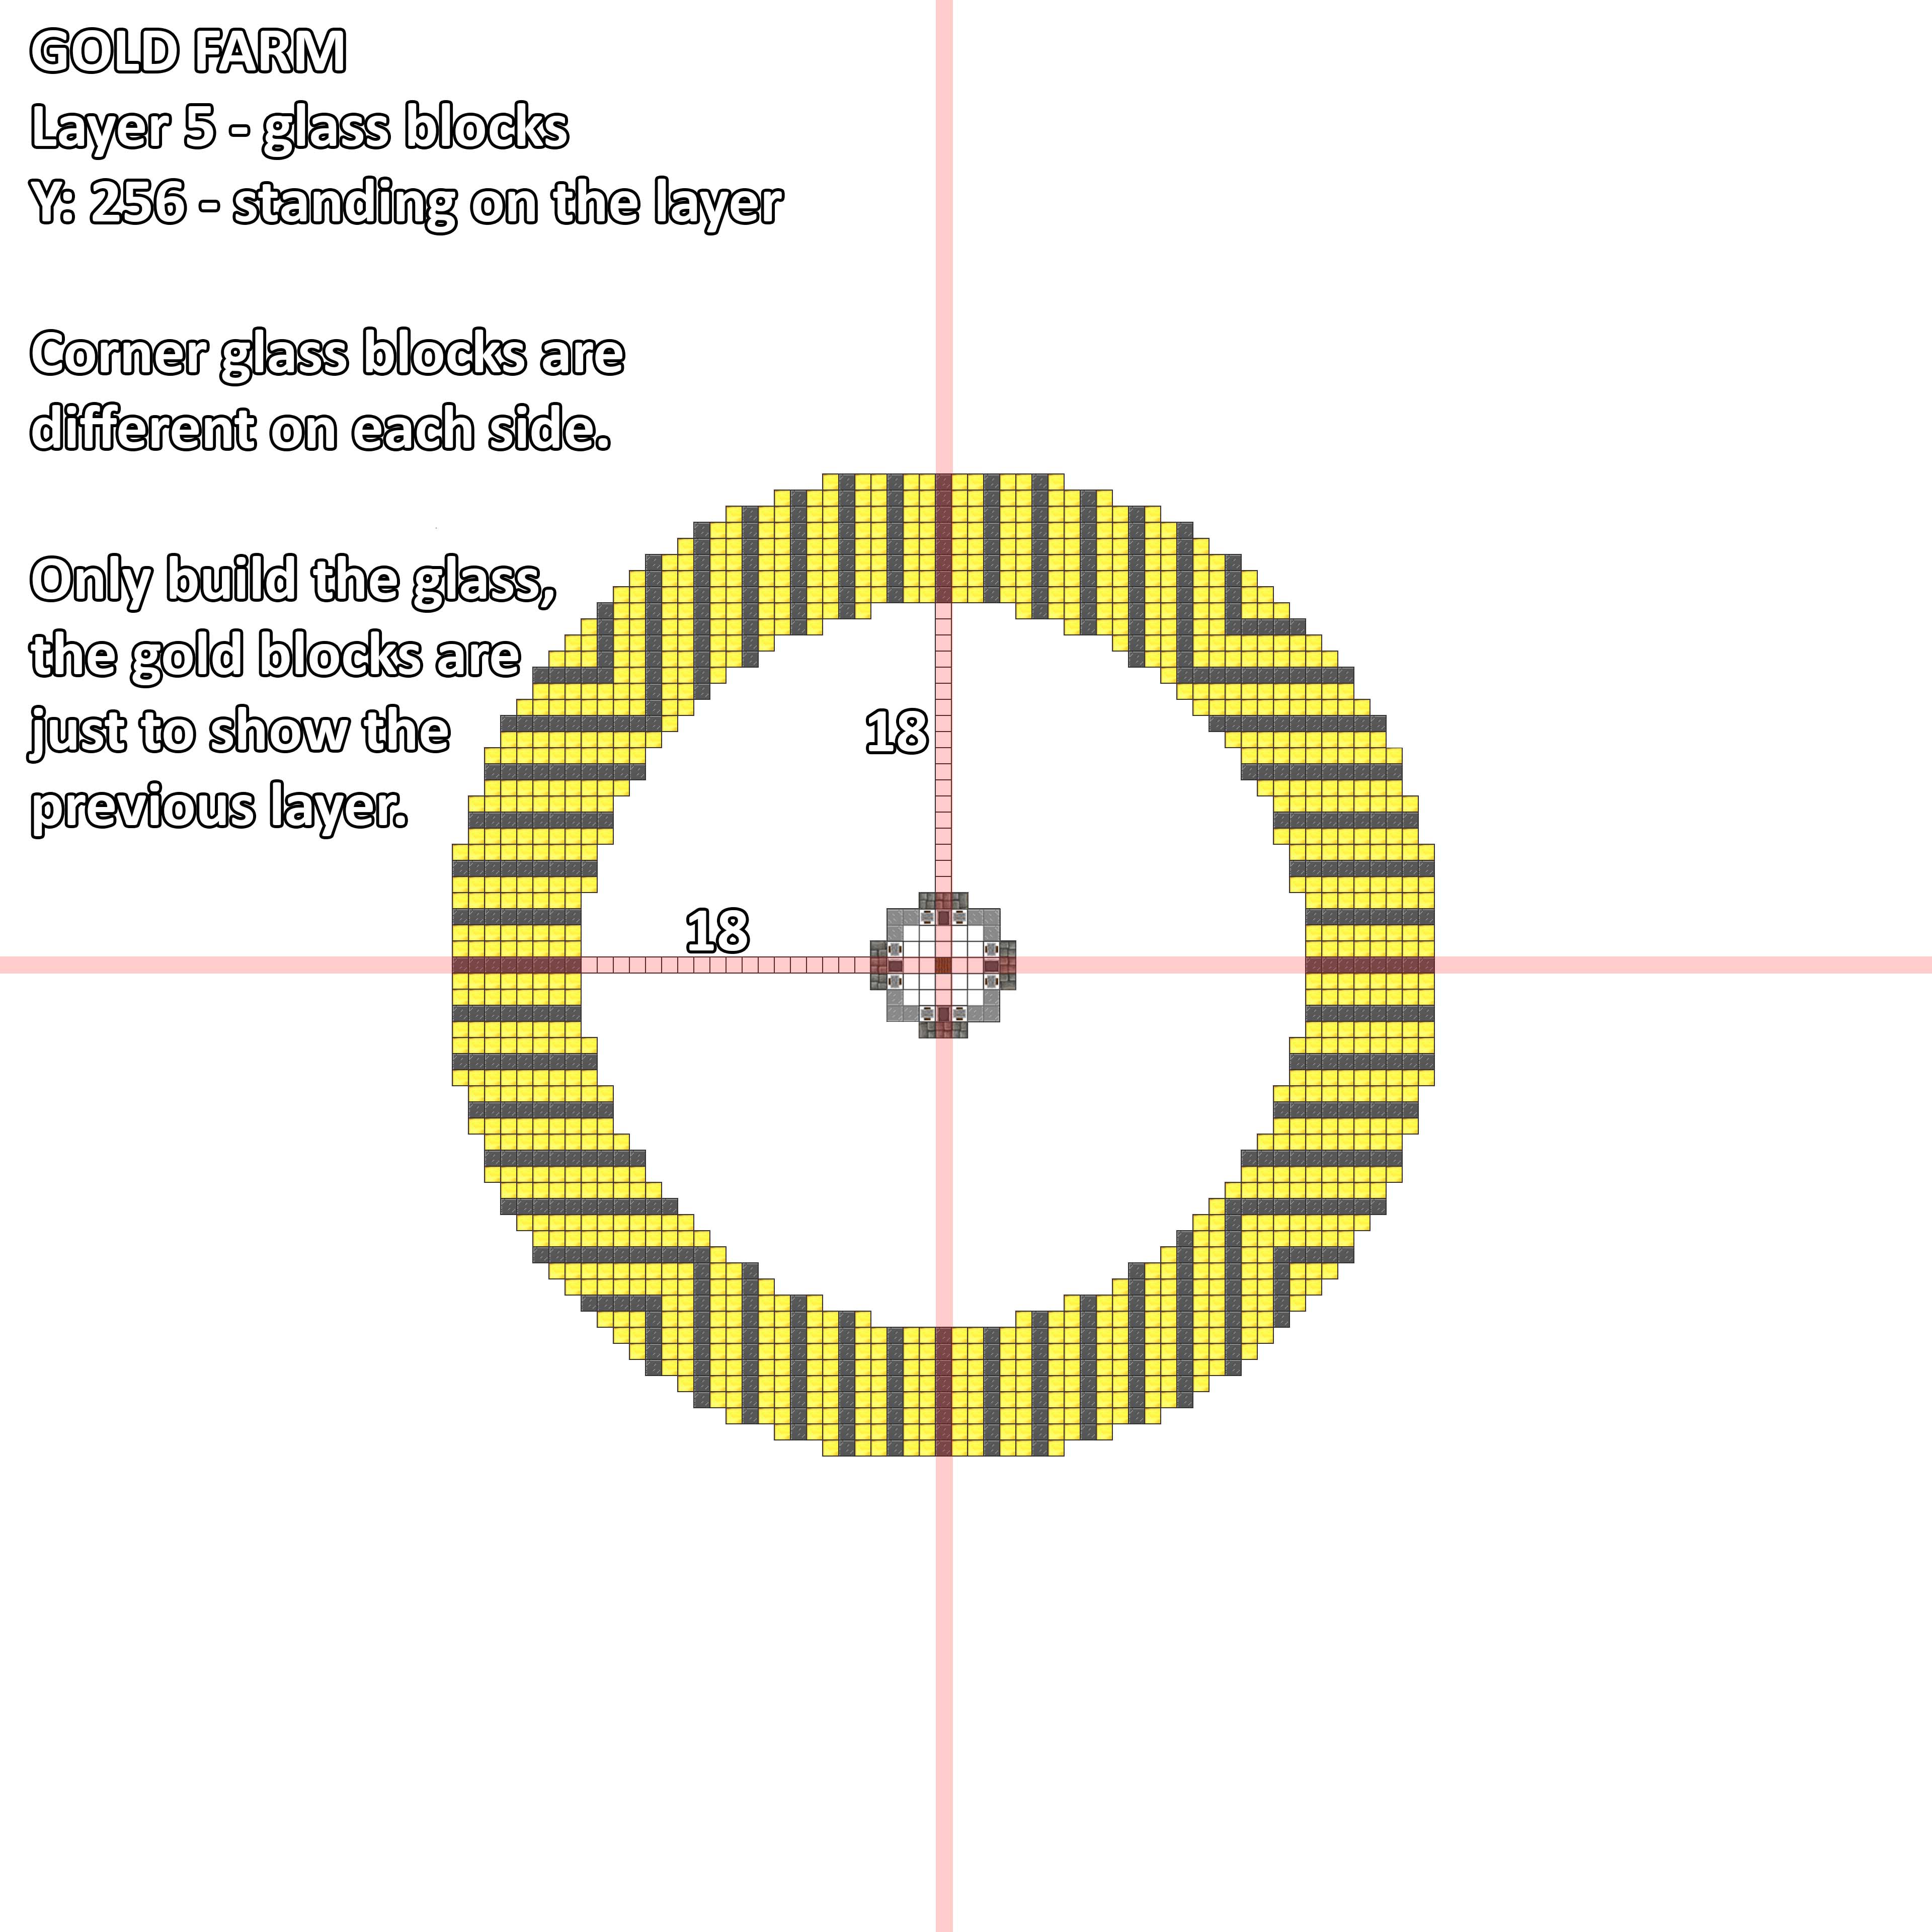 GOLD FARM
Layer 5 - glass blocks
Y: 256 - standing on the layer
Corner glass blocks are
different on each side.
Only build the glass,
the gold blocks are
just to show the
previous layer.
18
18